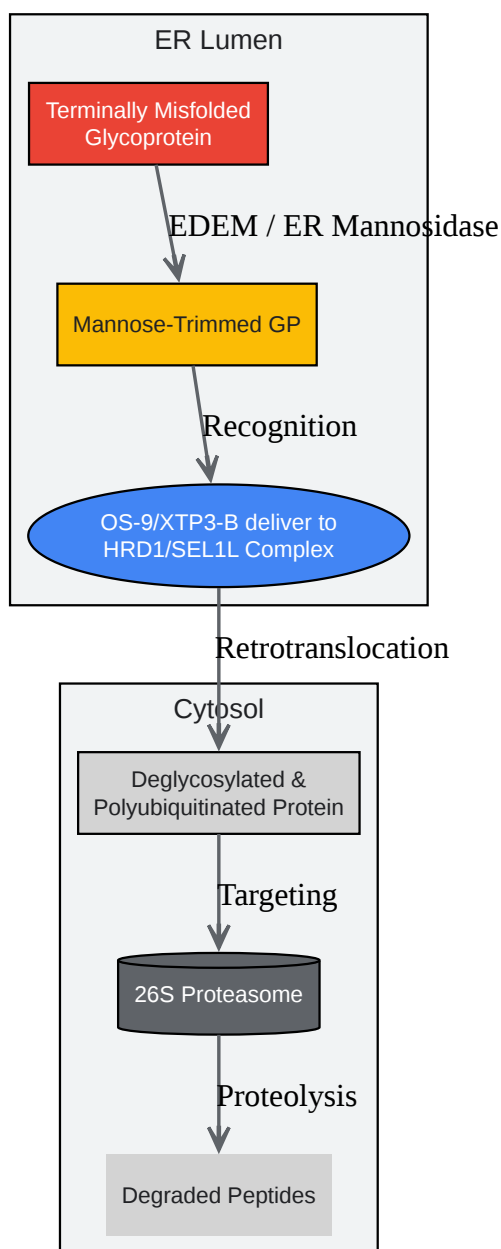 ER Lumen
Terminally Misfolded
Glycoprotein
EDEM / ER Mannosidase
Mannose-Trimmed GP
Recognition
OS-9/XTP3-B deliver to
HRD1/SEL1L Complex
Retrotranslocation
Cytosol
Deglycosylated &
Polyubiquitinated Protein
Targeting
26S Proteasome
Proteolysis
Degraded Peptides